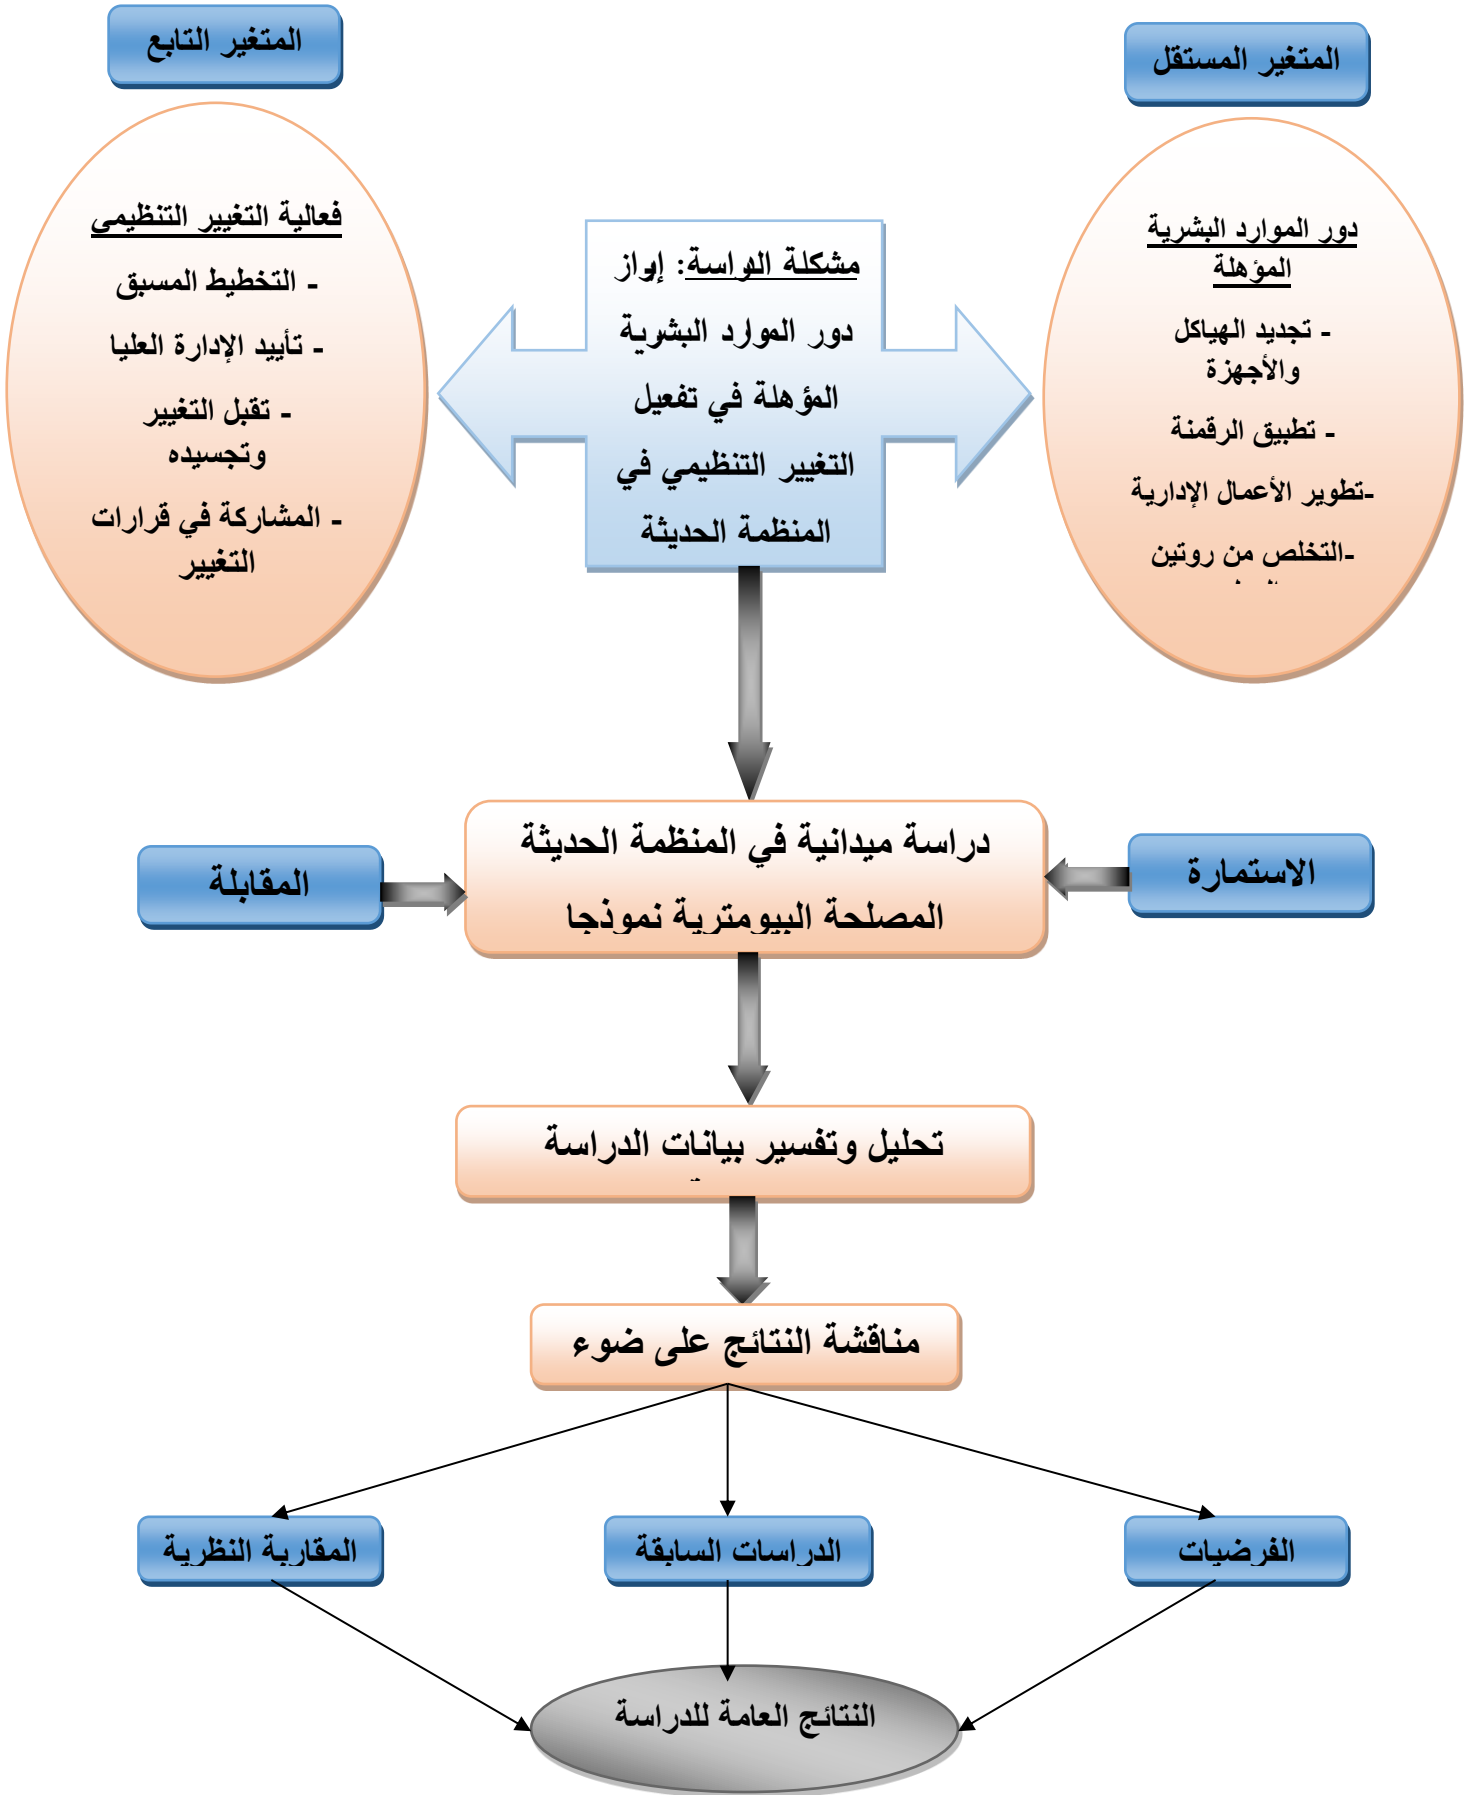 المتغير المستقل
المتغير التابع
دور الموارد البشرية
المؤهلة
- تجديد الهياكل
والأجهزة
- تطبيق الرقمنة
-تطوير الأعمال الإدارية
-التخلص من روتين
مشكلة الدراسة: إبراز
دور الموارد البشرية
المؤهلة في تفعيل
التغيير التنظيمي في
المنظمة الحديثة
فعالية التغيير التنظيمي
- التخطيط المسبق
- تأييد الإدارة العليا
- تقبل التغيير
وتجسيده
- المشاركة في قرارات
التغيير
الاستمارة
دراسة ميدانية في المنظمة الحديثة
المصلحة البيومترية نموذجا
المقابلة
تحليل وتفسير بيانات الدراسة
مناقشة النتائج على ضوء
الفرضيات
الدراسات السابقة
المقاربة النظرية
النتائج العامة للدراسة